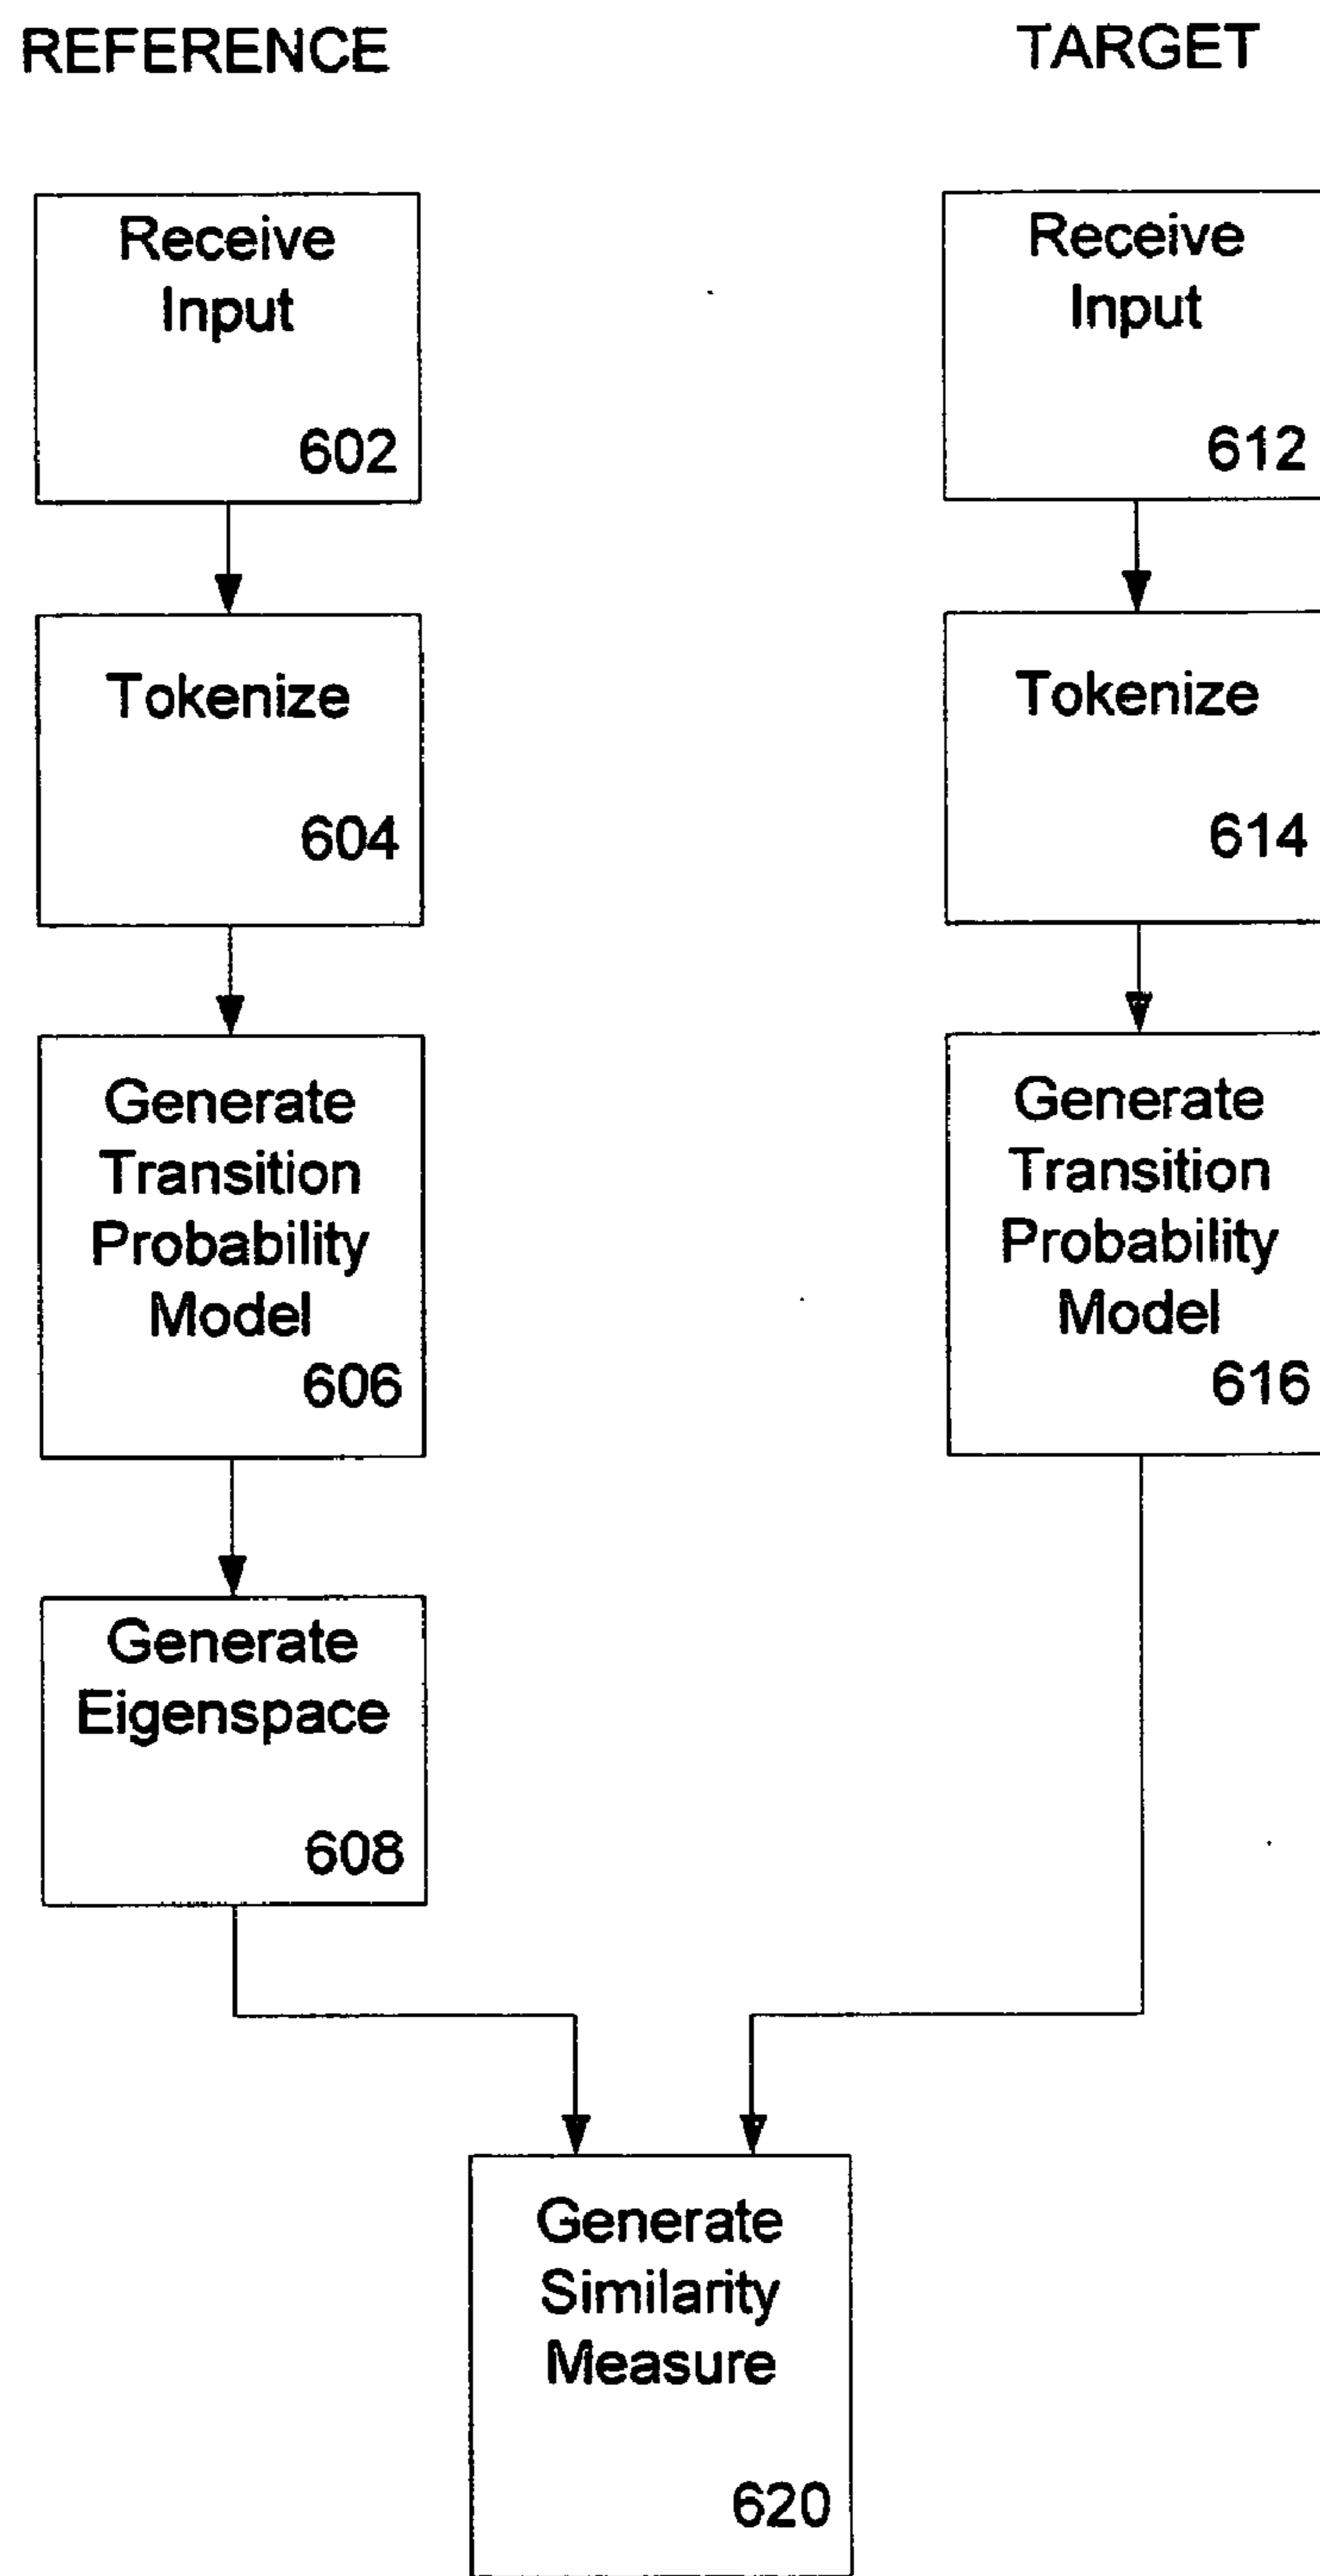 REFERENCE
Receive
Input
602
Tokenize
604
Generate
Transition
Probability
Model
606
Generate
Eigenspace
608
TARGET
Receive
Input
612
Tokenize
614
Generate
Transition
Probability
Model
616
Generate
Similarity
Measure
620